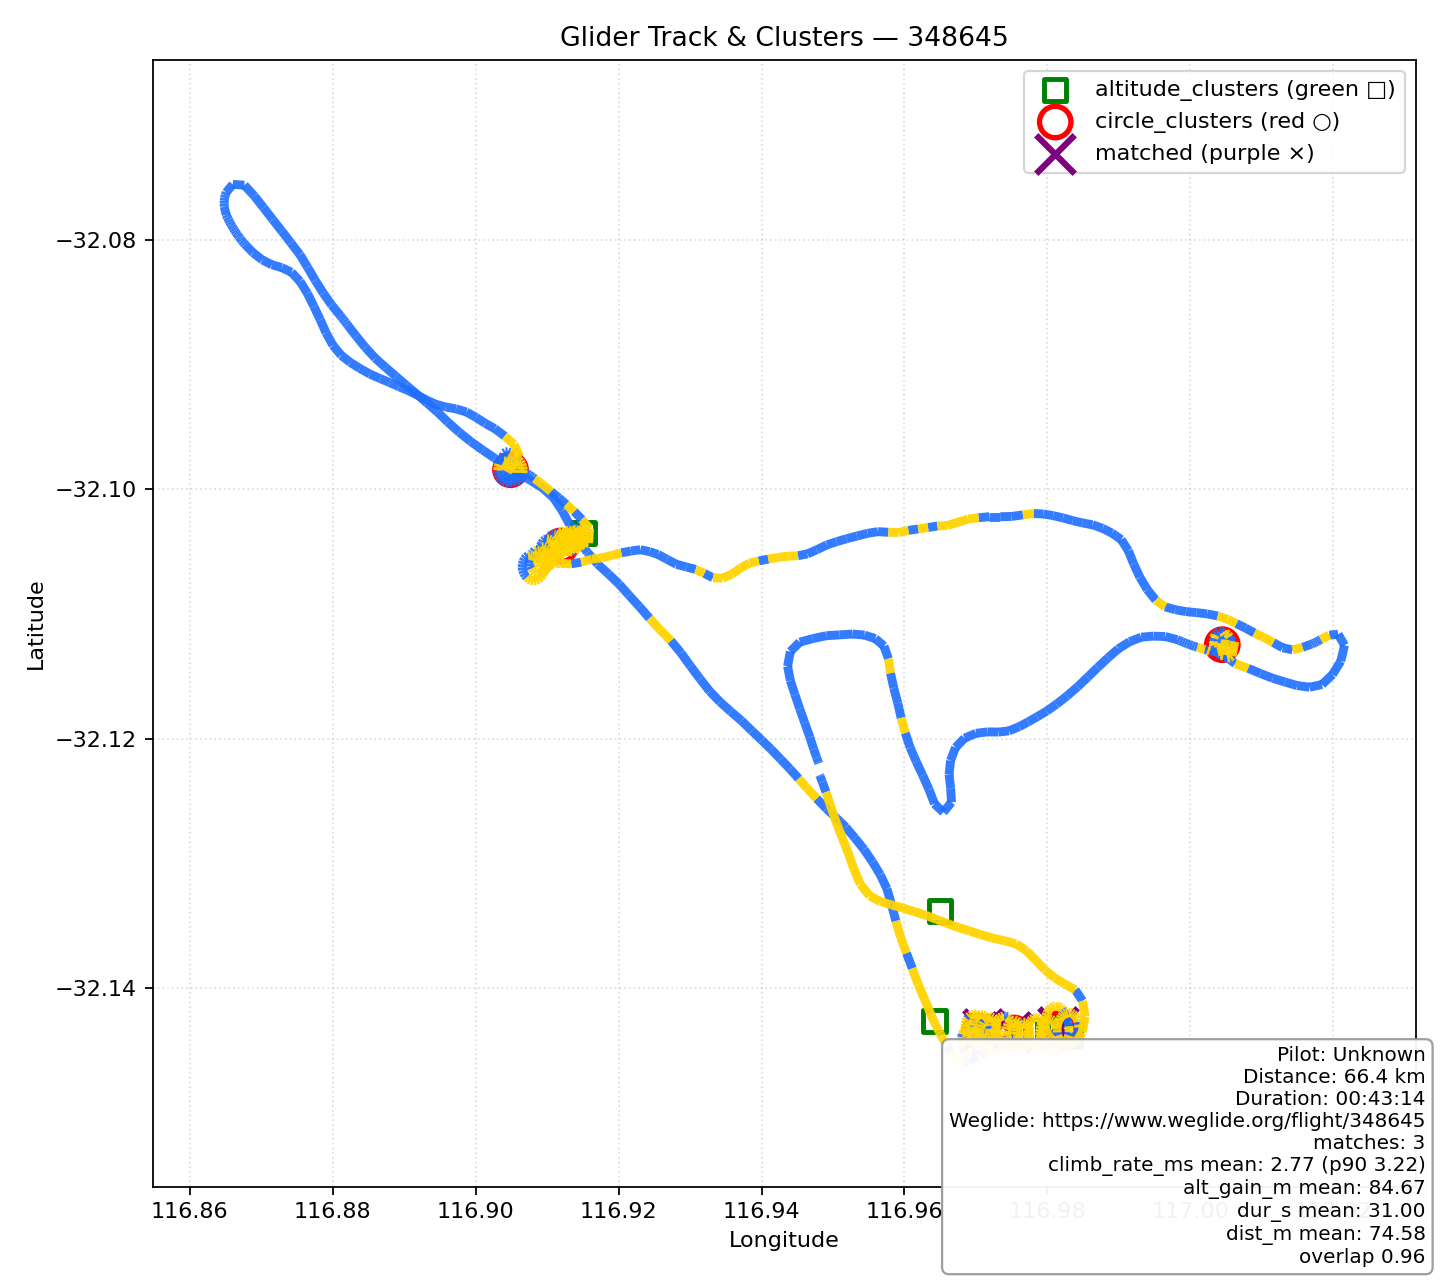 Glider Track & Clusters — 348645
altitude_clusters (green □)
circle_clusters (red ○)
matched (purple ×)
−32.08
−32.10
−32.12
−32.14
Latitude
116.86
116.88
116.90
116.92
116.94
116.96
116.98
117.00
Longitude
Pilot: Unknown
Distance: 66.4 km
Duration: 00:43:14
Weglide: https://www.weglide.org/flight/348645
matches: 3
climb_rate_ms mean: 2.77 (p90 3.22)
alt_gain_m mean: 84.67
dur_s mean: 31.00
dist_m mean: 74.58
overlap 0.96